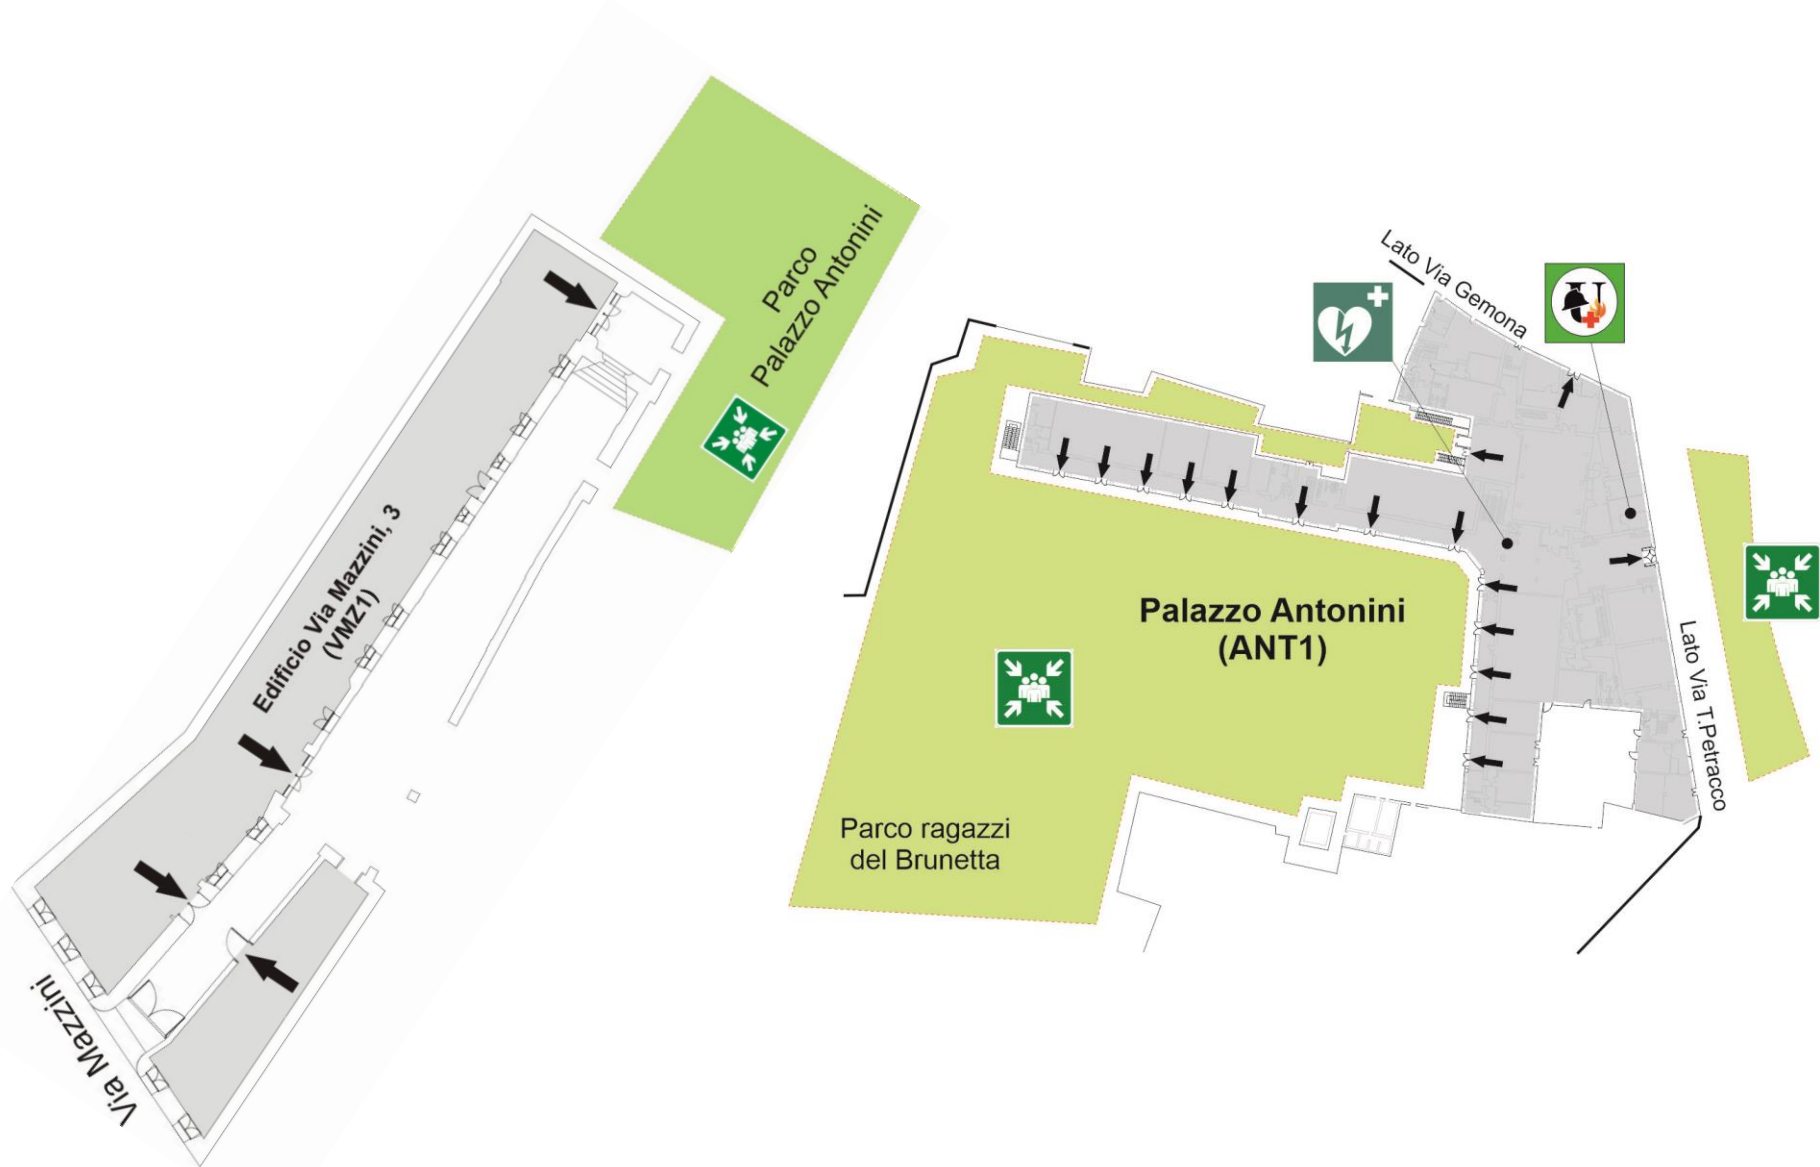 Parco
Palazzo Antonini
Edificio Via Mazzini, 3
(VMZ1)
Via Mazzini
Lato Via Gemona
Palazzo Antonini
(ANT1)
Lato Via T.Petracco
Parco ragazzi
del Brunetta